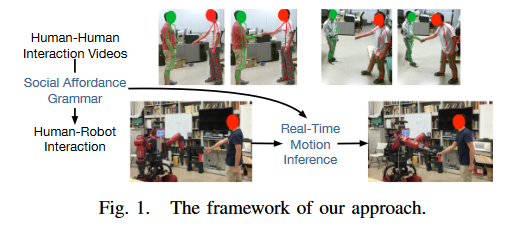 Human-Human
Interaction Videos
Social Affordance
Grammar
Human-Robot
Interaction
Real-Time
Motion
Inference
Fig. 1. The framework of our approach.